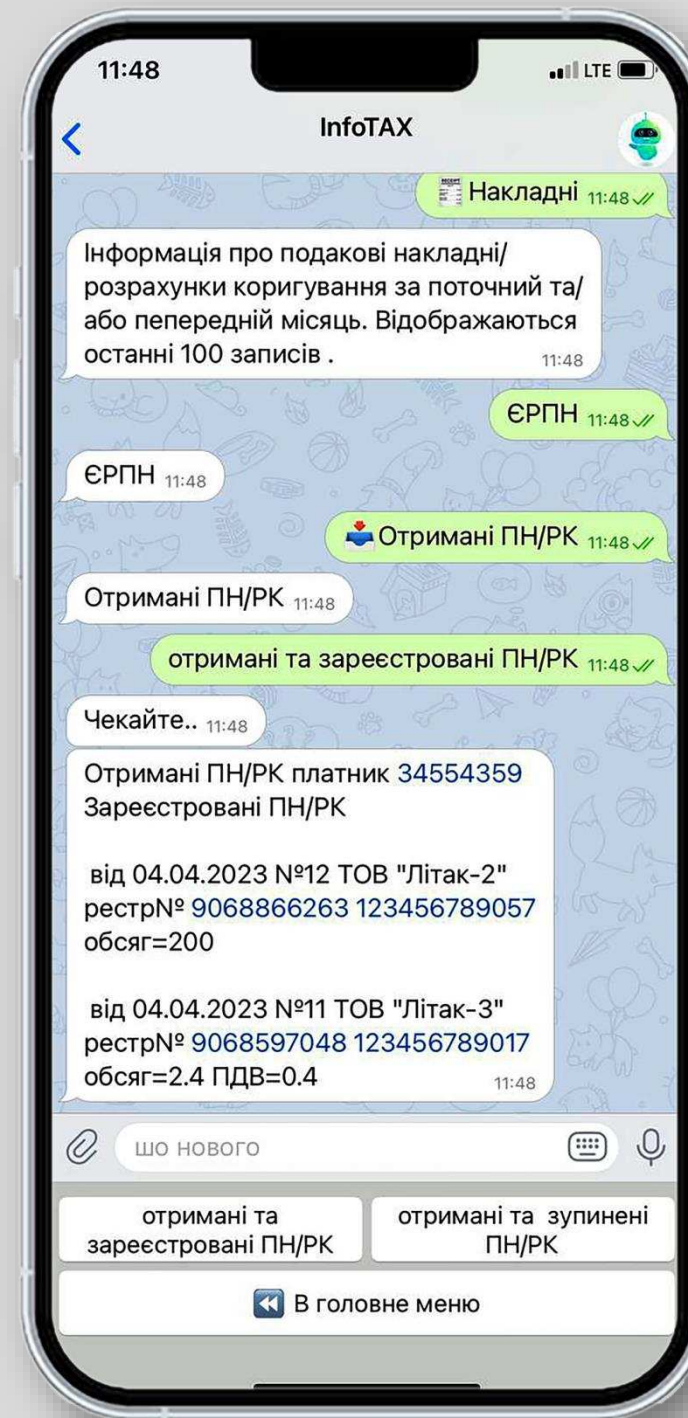 11:48
LTE
InfoTAX
RECEIPT
Накладні 11:48
Інформація про подакові накладні/
розрахунки коригування за поточний та/
або пепередній місяць. Відображаються
останні 100 записів . 11:48
ЄРПН 11:48
ЄРПН 11:48
Отримані ПН/РК 11:48
Отримані ПН/РК 11:48
отримані та зареєстровані ПН/РК 11:48
Чекайте.. 11:48
Отримані ПН/РК платник 34554359
Зареєстровані ПН/РК
від 04.04.2023 №12 ТОВ "Літак-2"
рестр№ 9068866263 123456789057
обсяг=200
від 04.04.2023 №11 ТОВ "Літак-3"
рестр№ 9068597048 123456789017
обсяг=2.4 ПДВ=0.4 11:48
шо нового
отримані та
зареєстровані ПН/РК
отримані та зупинені
ПН/РК
В головне меню